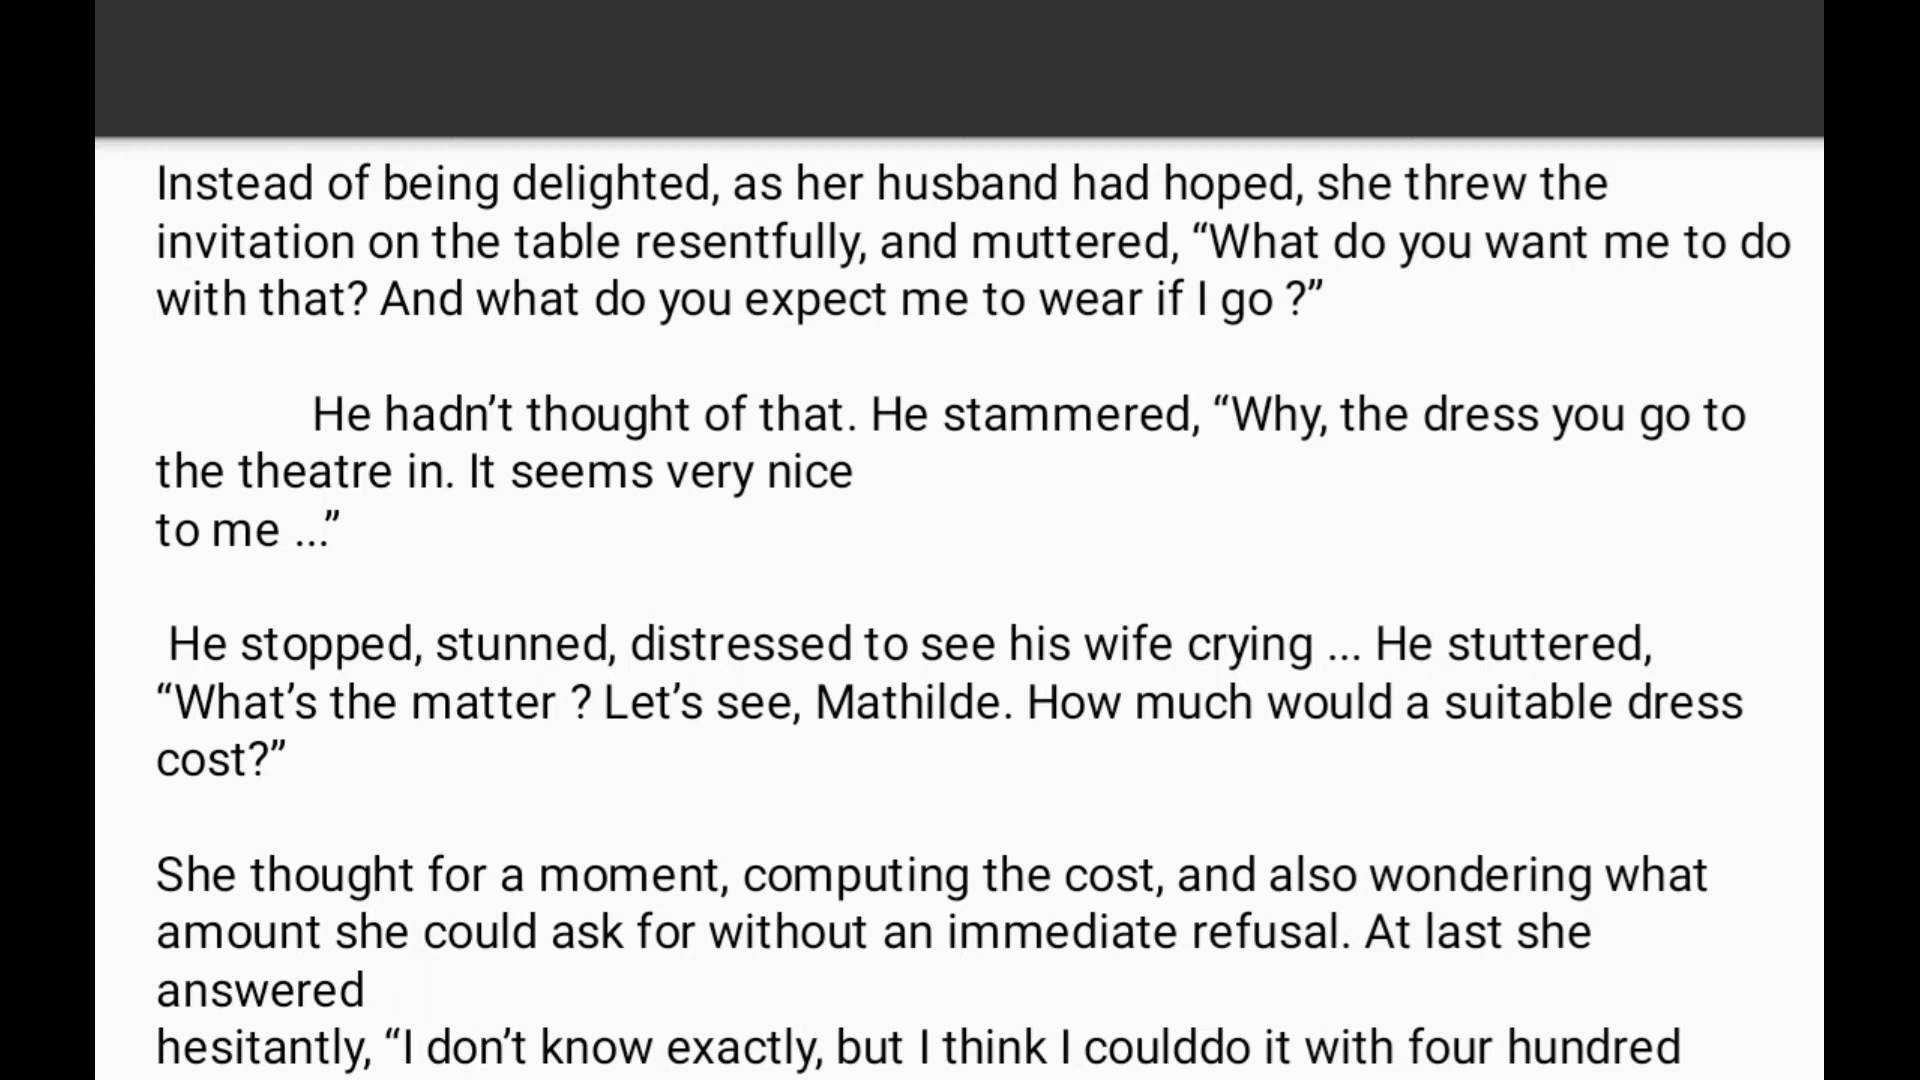 Instead of being delighted, as her husband had hoped, she threw the
invitation on the table resentfully, and muttered, “What do you want me to do
with that? And what do you expect me to wear if I go ?”
He hadn’t thought of that. He stammered, “Why, the dress you go to
the theatre in. It seems very nice
to me ...”
He stopped, stunned, distressed to see his wife crying ... He stuttered,
“What’s the matter ? Let’s see, Mathilde. How much would a suitable dress
cost?”
She thought for a moment, computing the cost, and also wondering what
amount she could ask for without an immediate refusal. At last she
answered
hesitantly, “I don’t know exactly, but I think I coulddo it with four hundred